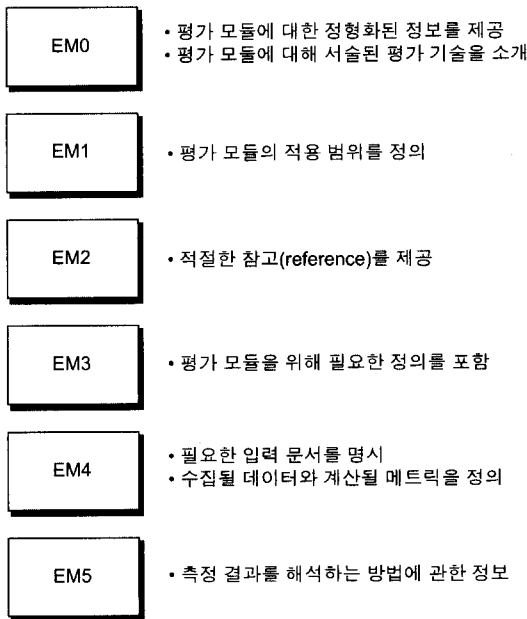 EM0
• 평가 모듈에 대한 정형화된 정보를 제공
• 평가 모듈에 대해 서술된 평가 기술을 소개
EM1
• 평가 모듈의 적용 범위를 정의
EM2
• 적절한 참고(reference)를 제공
EM3
• 평가 모듈을 위해 필요한 정의를 포함
EM4
• 필요한 입력 문서를 명시
• 수집될 데이터와 계산될 메트릭을 정의
EM5
• 측정 결과를 해석하는 방법에 관한 정보